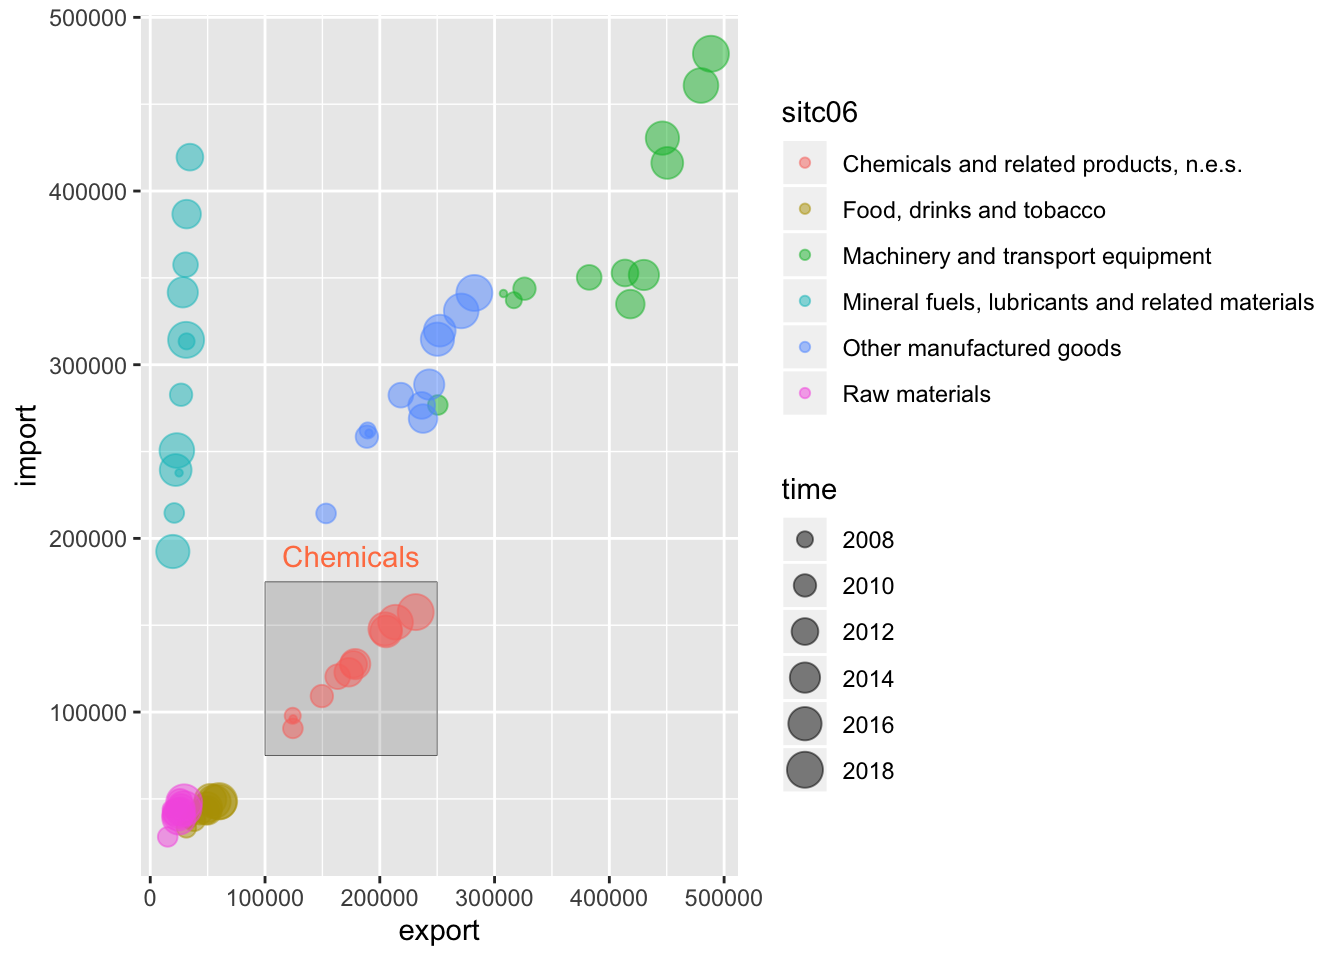 500000
400000
300000
200000
100000
import
Chemicals
0 100000 200000 300000 400000 500000
export
sitc06
Chemicals and related products, n.e.s.
Food, drinks and tobacco
Machinery and transport equipment
Mineral fuels, lubricants and related materials
Other manufactured goods
Raw materials
time
2008
2010
2012
2014
2016
2018